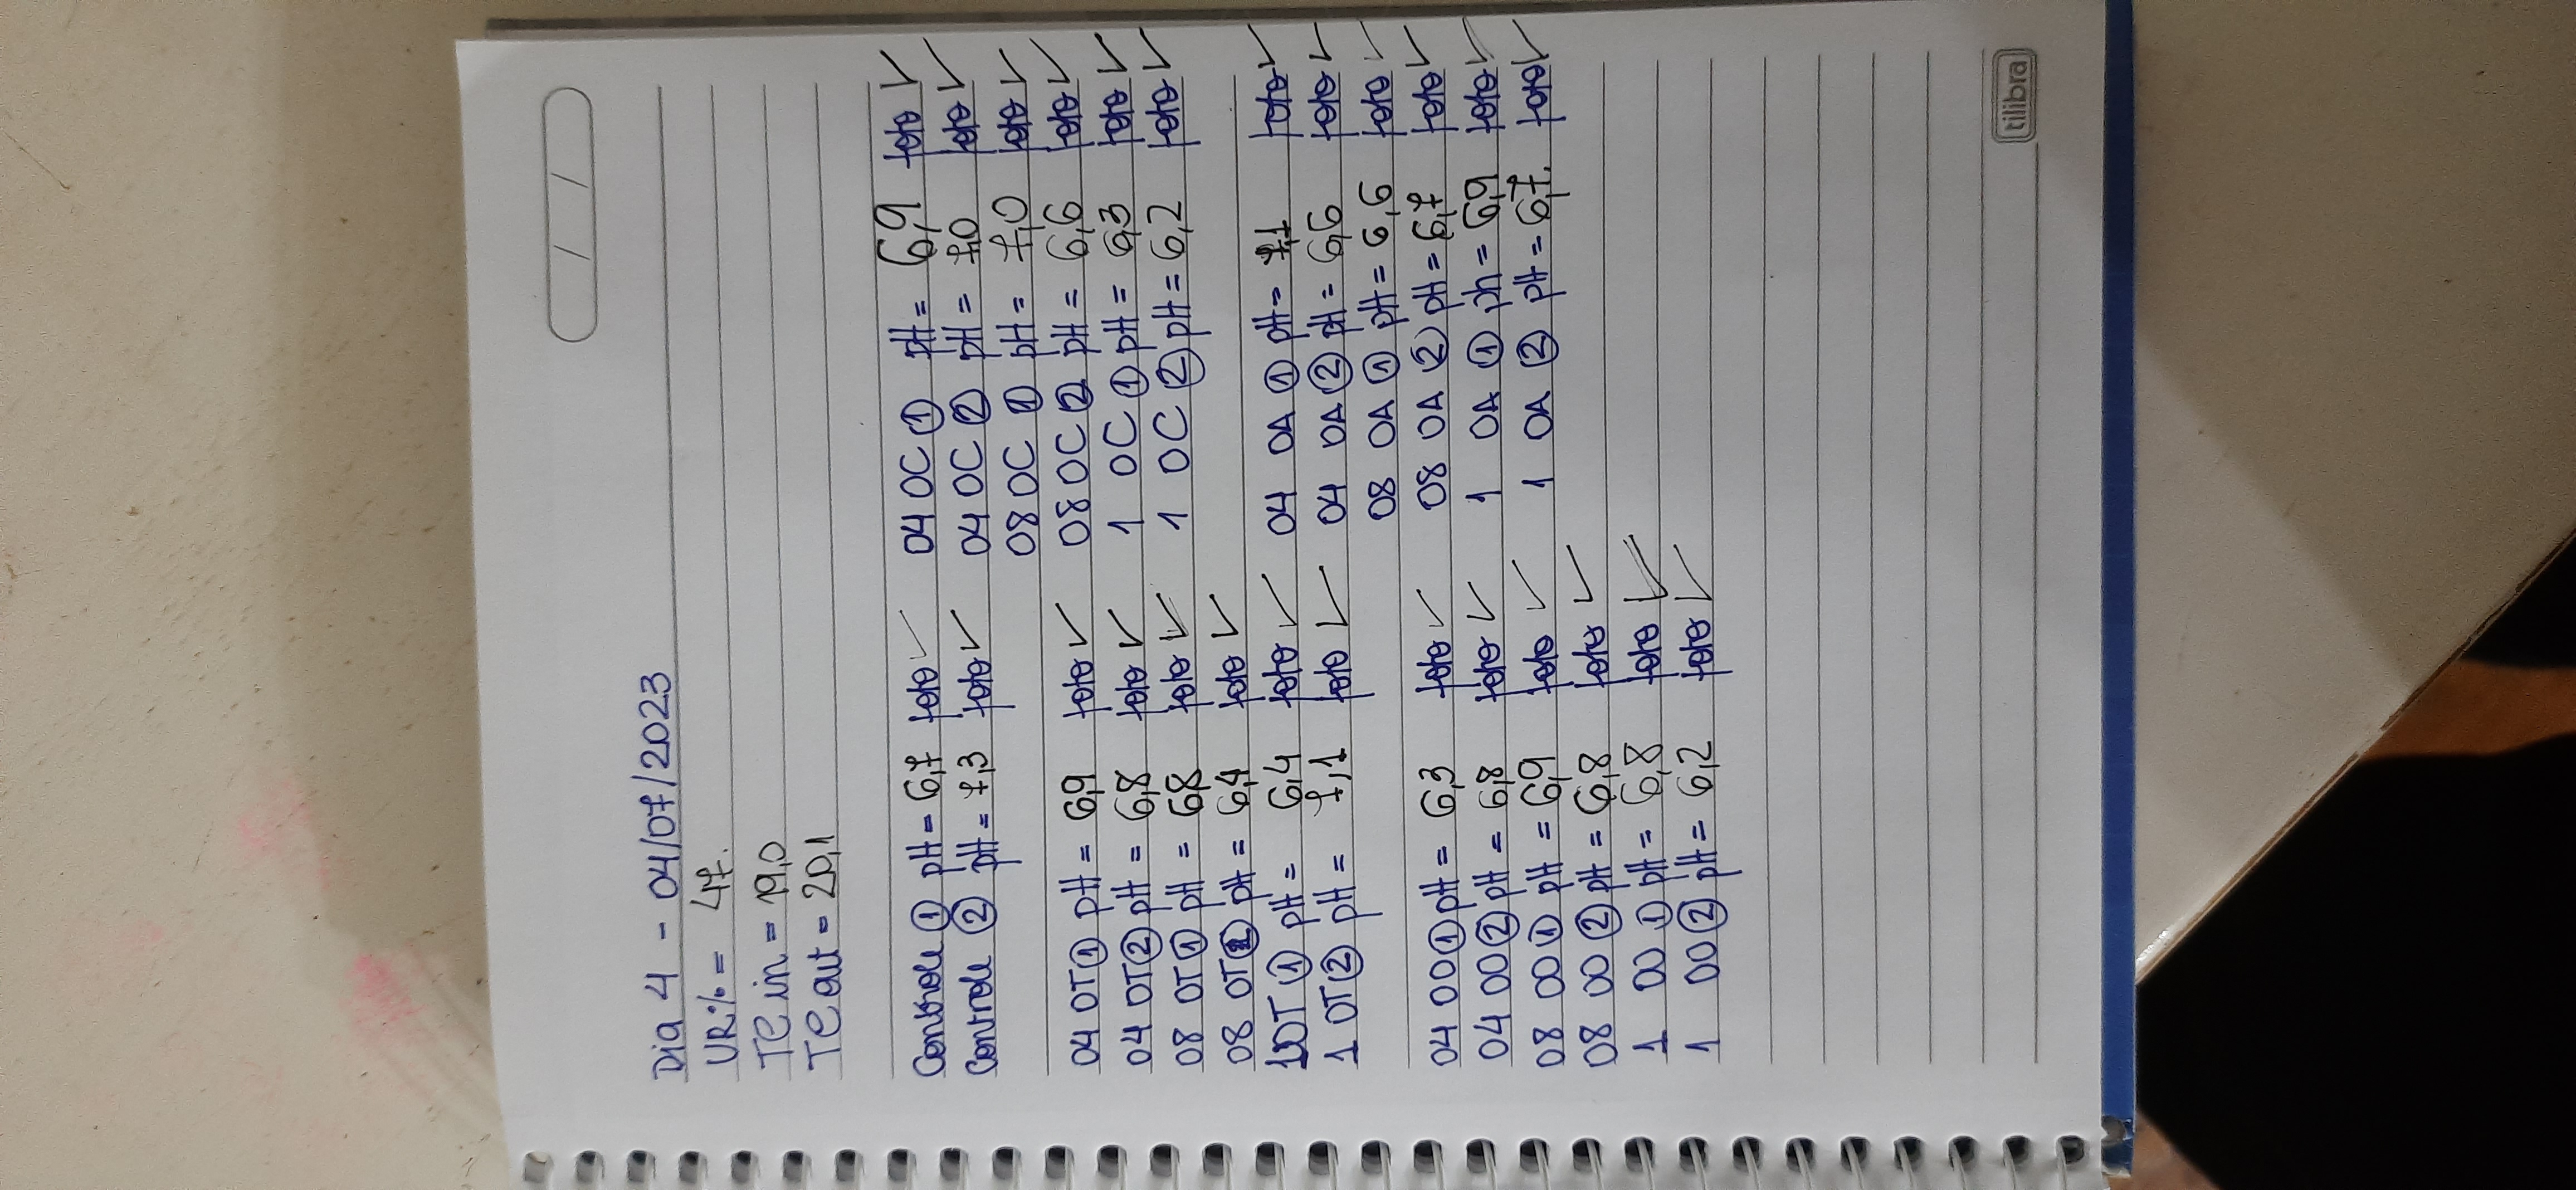 Dia 4 - 04/07/2023
UR% = 47.
TC in = 19,0
TC out = 20,1
Controle ① pH = 6,7 foto ✓
Controle ② pH = 7,3 foto ✓
04 OT ① pH = 6,9 foto ✓
04 OT ② pH = 6,8 foto ✓
08 OT ① pH = 6,8 foto ✓
08 OT ② pH = 6,4 foto ✓
1 OT ① pH = 6,4 foto ✓
1 OT ② pH = 7,1 foto ✓
04 OO ① pH = 6,3 foto ✓
04 OO ② pH = 6,8 foto ✓
08 OO ① pH = 6,9 foto ✓
08 OO ② pH = 6,8 foto ✓
1 OO ① pH = 6,8 foto ✓
1 OO ② pH = 6,2 foto ✓
04 OC ① pH = 6,9 foto ✓
04 OC ② pH = 7,0 foto ✓
08 OC ① pH = 7,0 foto ✓
08 OC ② pH = 6,6 foto ✓
1 OC ① pH = 6,3 foto ✓
1 OC ② pH = 6,2 foto ✓
04 OA ① pH = 7,1 foto ✓
04 OA ② pH = 6,6 foto ✓
08 OA ① pH = 6,6 foto ✓
08 OA ② pH = 6,7 foto ✓
1 OA ① ph = 6,9 foto ✓
1 OA ② pH = 6,7. foto ✓
tilibra